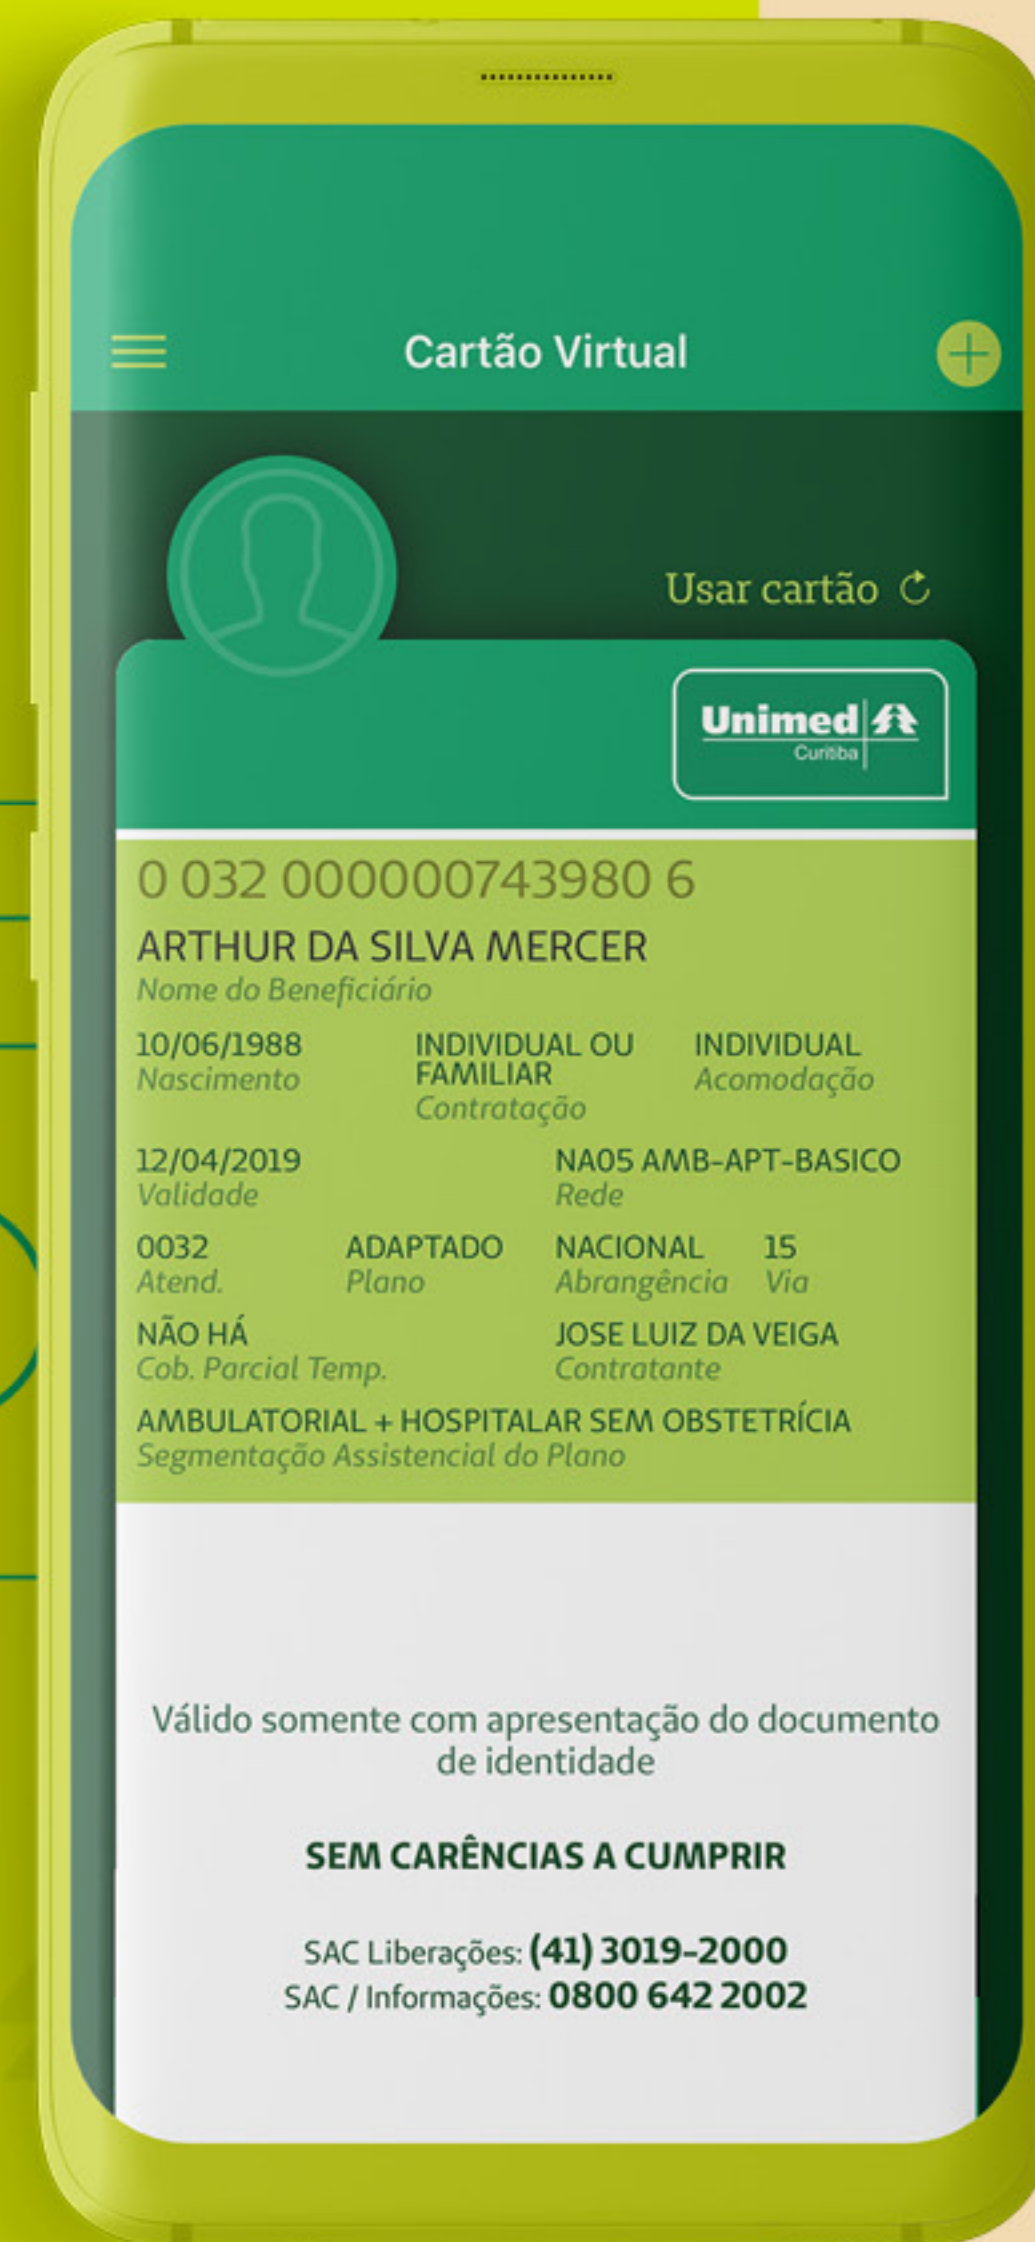 Cartão Virtual
Usar cartão
Unimed
Curitiba
0 032 000000743980 6
ARTHUR DA SILVA MERCER
Nome do Beneficiário
10/06/1988 INDIVIDUAL OU FAMILIAR INDIVIDUAL
Nascimento Contratação Acomodação
12/04/2019 NA05 AMB-APT-BASICO
Validade Rede
0032 ADAPTADO NACIONAL 15
Atend. Plano Abrangência Via
NÃO HÁ JOSE LUIZ DA VEIGA
Cob. Parcial Temp. Contratante
AMBULATORIAL + HOSPITALAR SEM OBSTETRÍCIA
Segmentação Assistencial do Plano
Válido somente com apresentação do documento
de identidade
SEM CARÊNCIAS A CUMPRIR
SAC Liberações: (41) 3019-2000
SAC / Informações: 0800 642 2002